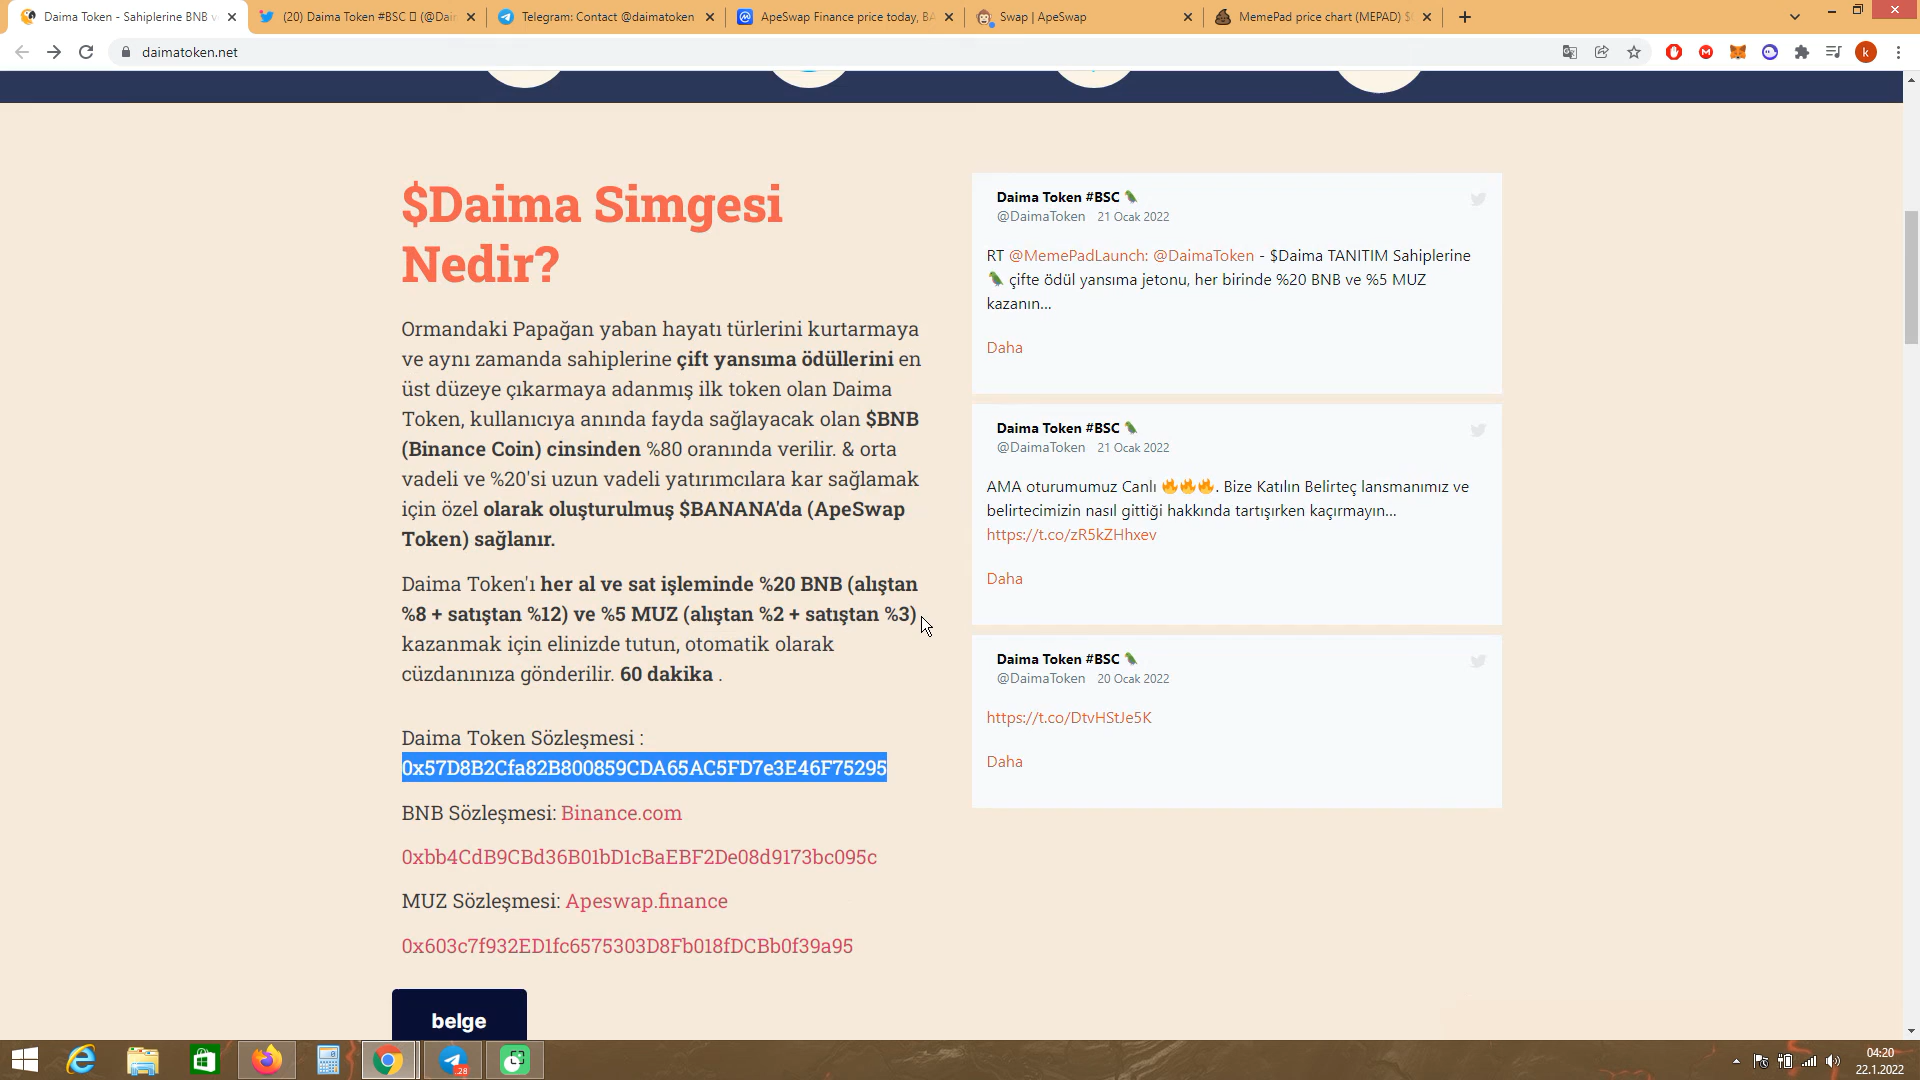 Daima Token - Sahiplerine BNB v
(20) Daima Token #BSC
Telegram: Contact @daimatoken
ApeSwap Finance price today, BA
Swap | ApeSwap
MemePad price chart (MEPAD)
daimatoken.net
k
$Daima Simgesi
Nedir?
Ormandaki Papağan yaban hayatı türlerini kurtarmaya
ve aynı zamanda sahiplerine çift yansıma ödüllerini en
üst düzeye çıkarmaya adanmış ilk token olan Daima
Token, kullanıcıya anında fayda sağlayacak olan $BNB
(Binance Coin) cinsinden %80 oranında verilir. & orta
vadeli ve %20'si uzun vadeli yatırımcılara kar sağlamak
için özel olarak oluşturulmuş $BANANA'da (ApeSwap
Token) sağlanır.
Daima Token'ı her al ve sat işleminde %20 BNB (alıştan
%8 + satıştan %12) ve %5 MUZ (alıştan %2 + satıştan %3)
kazanmak için elinizde tutun, otomatik olarak
cüzdanınıza gönderilir. 60 dakika .
Daima Token Sözleşmesi :
0x57D8B2Cfa82B800859CDA65AC5FD7e3E46F75295
BNB Sözleşmesi: Binance.com
0xbb4CdB9CBd36B01bD1cBaEBF2De08d9173bc095c
MUZ Sözleşmesi: Apeswap.finance
0x603c7f932ED1fc6575303D8Fb018fDCBb0f39a95
belge
Daima Token #BSC 🦜
@DaimaToken 21 Ocak 2022
RT @MemePadLaunch: @DaimaToken - $Daima TANITIM Sahiplerine
🦜 çifte ödül yansıma jetonu, her birinde %20 BNB ve %5 MUZ
kazanın...
Daha
Daima Token #BSC 🦜
@DaimaToken 21 Ocak 2022
AMA oturumumuz Canlı 🔥🔥🔥. Bize Katılın Belirteç lansmanımız ve
belirtecimizin nasıl gittiği hakkında tartışırken kaçırmayın...
https://t.co/zR5kZHhxev
Daha
Daima Token #BSC 🦜
@DaimaToken 20 Ocak 2022
https://t.co/DtvHStJe5K
Daha
28
04:20
22.1.2022